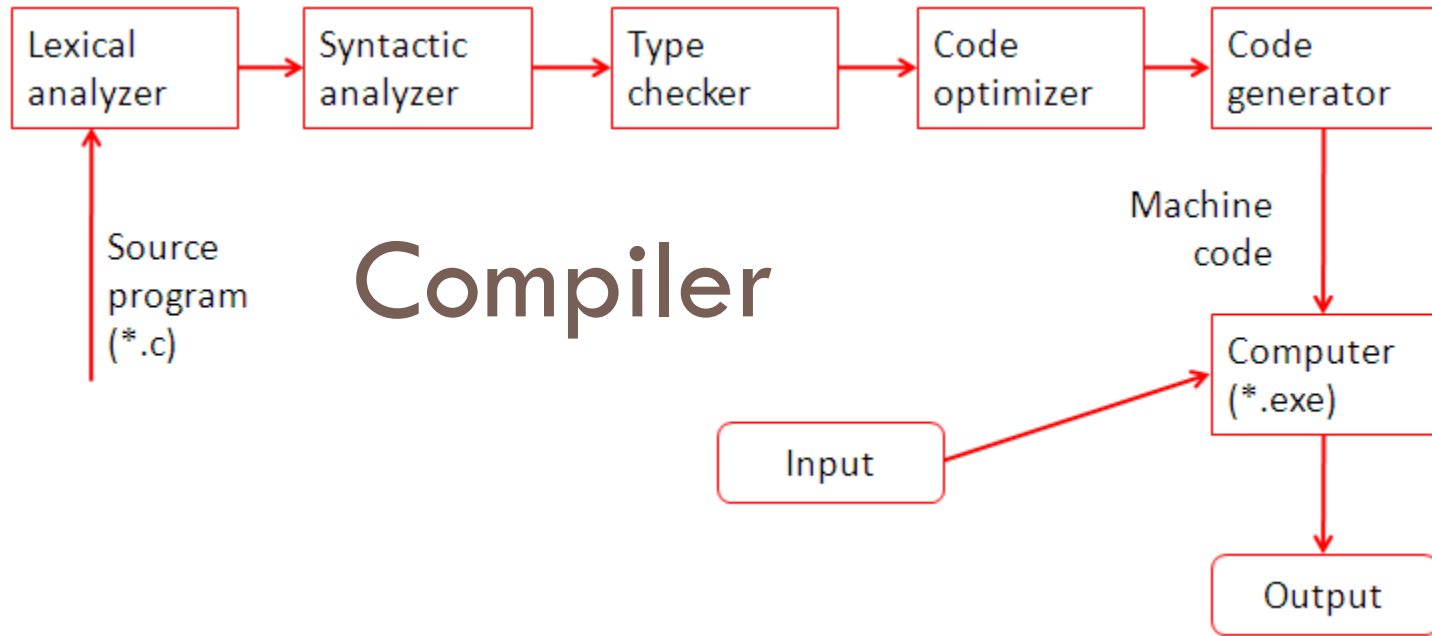 Lexical
analyzer
Syntactic
analyzer
Type
checker
Code
optimizer
Code
generator
Source
program
(*.c)
Compiler
Machine
code
Computer
(*.exe)
Input
Output